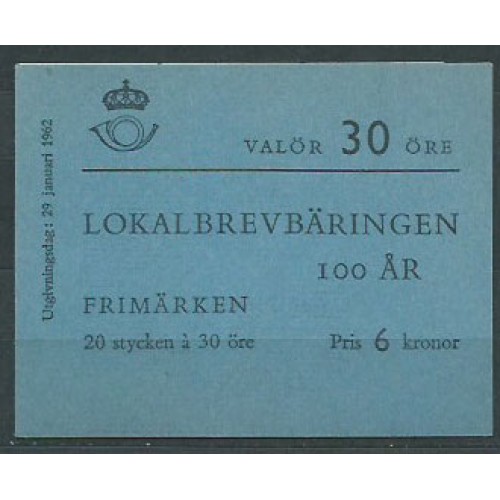 Utgivningsdag: 29 januari 1962
VALÖR 30 ÖRE
LOKALBREVBÄRINGEN
100 ÅR
FRIMÄRKEN
20 stycken à 30 öre Pris 6 kronor